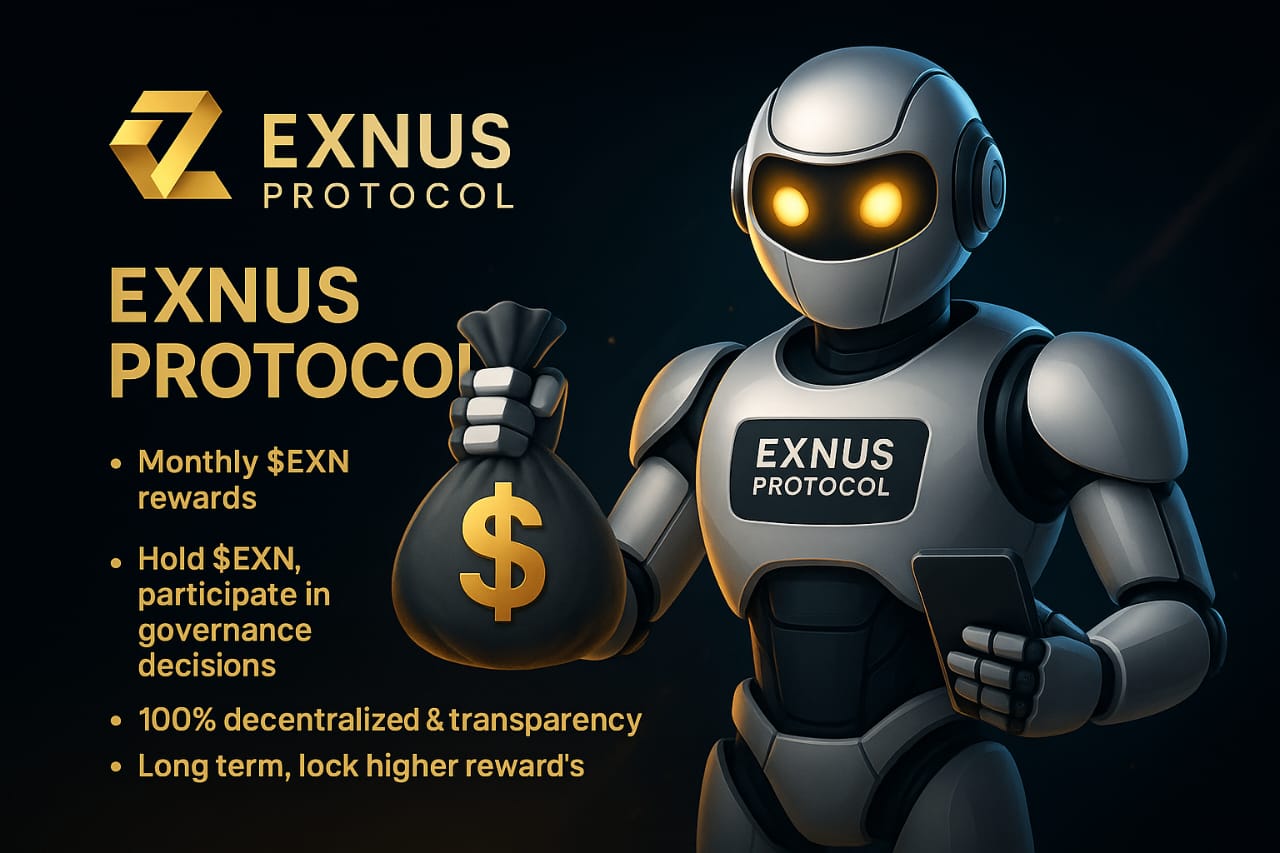 EXNUS
PROTOCOL
EXNUS
PROTOCOL
• Monthly $EXN
rewards
• Hold $EXN,
participate in
governance
decisions
• 100% decentralized & transparency
• Long term, lock higher reward's
$
EXNUS
PROTOCOL